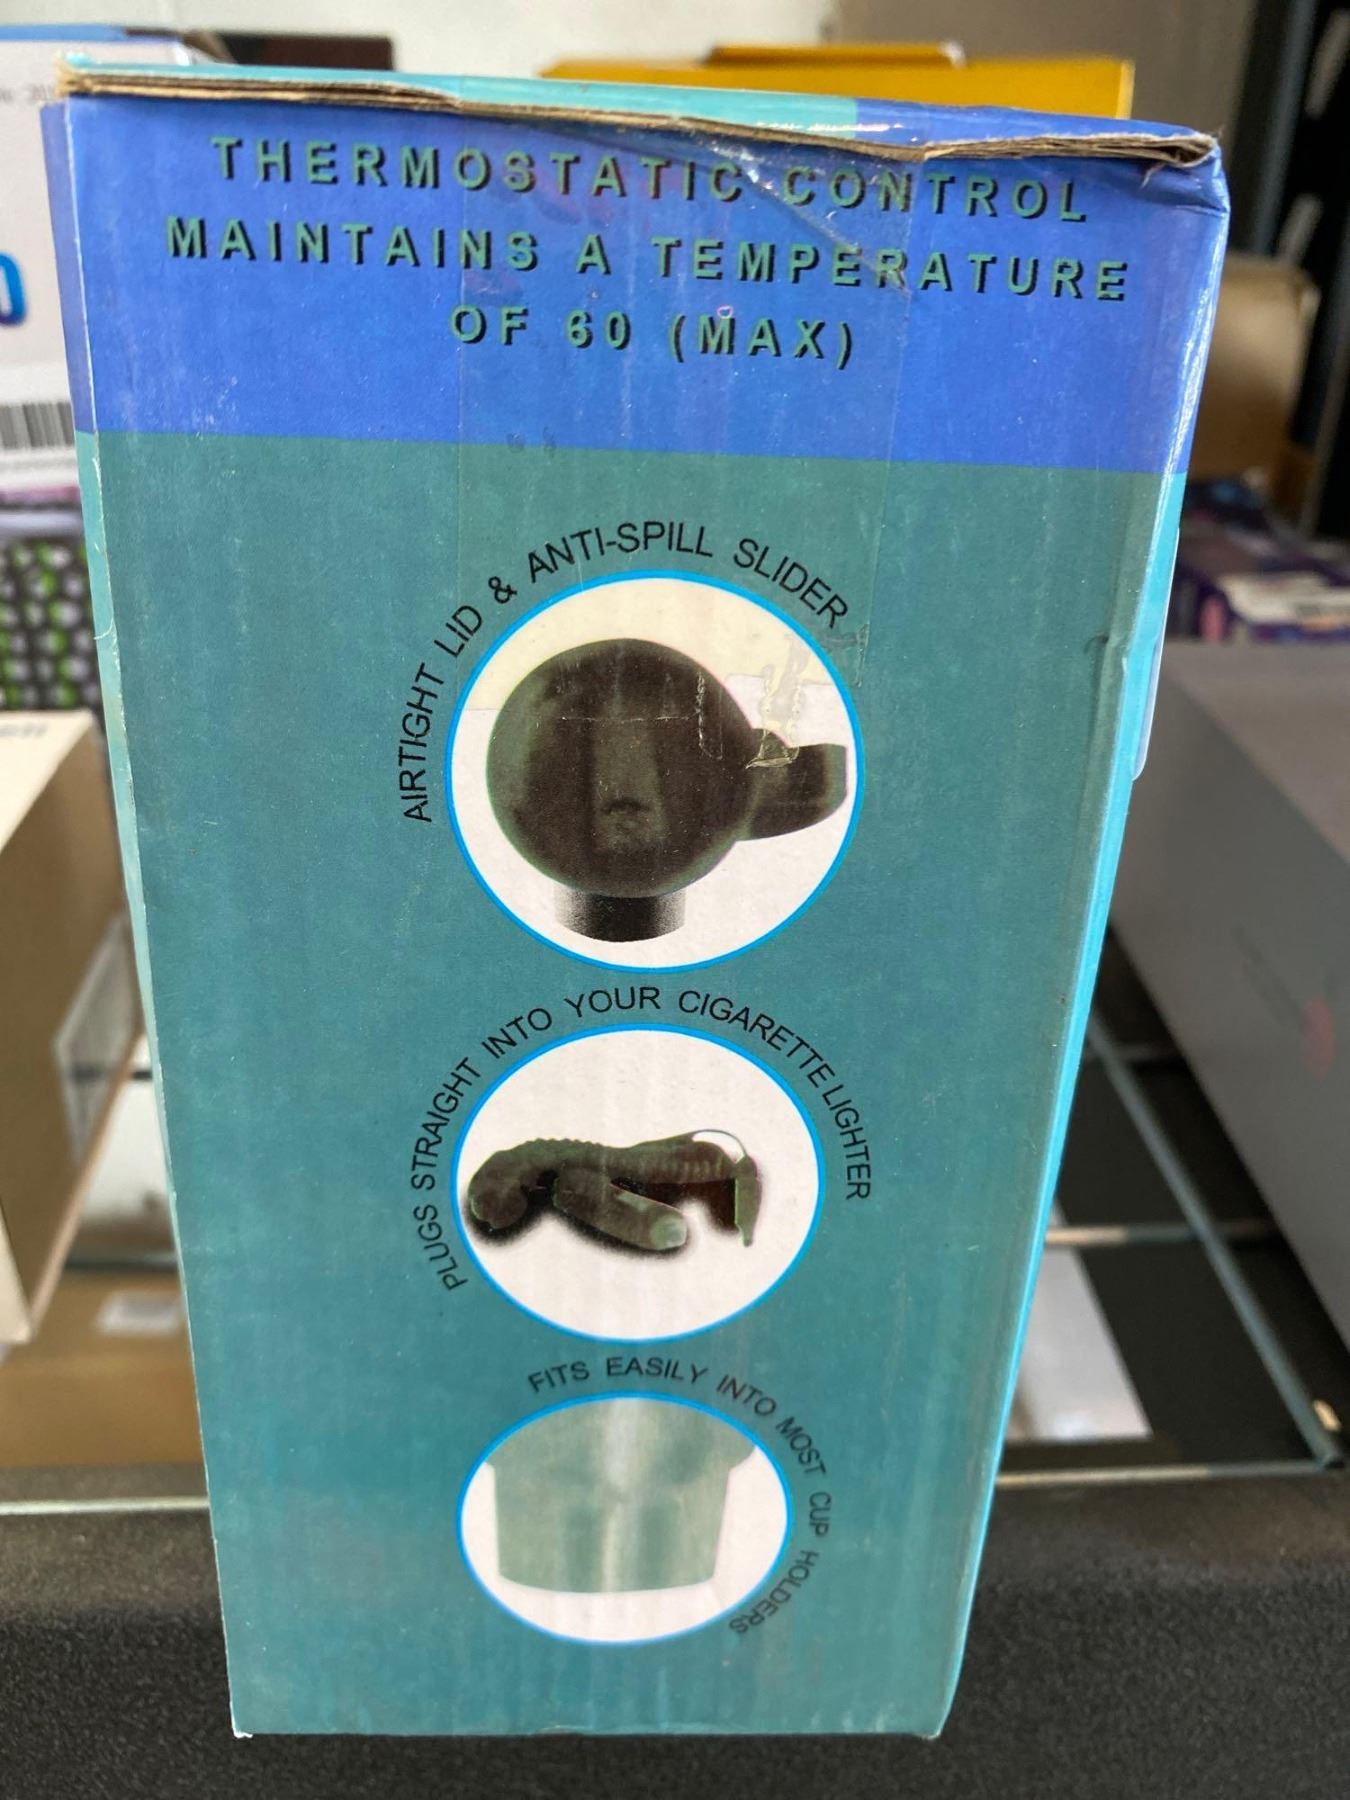 THERMOSTATIC CONTROL
MAINTAINS A TEMPERATURE
OF 60 (MAX)
AIRTIGHT LID & ANTI-SPILL SLIDER
PLUGS STRAIGHT INTO YOUR CIGARETTE LIGHTER
FITS EASILY INTO MOST CUP HOLDERS